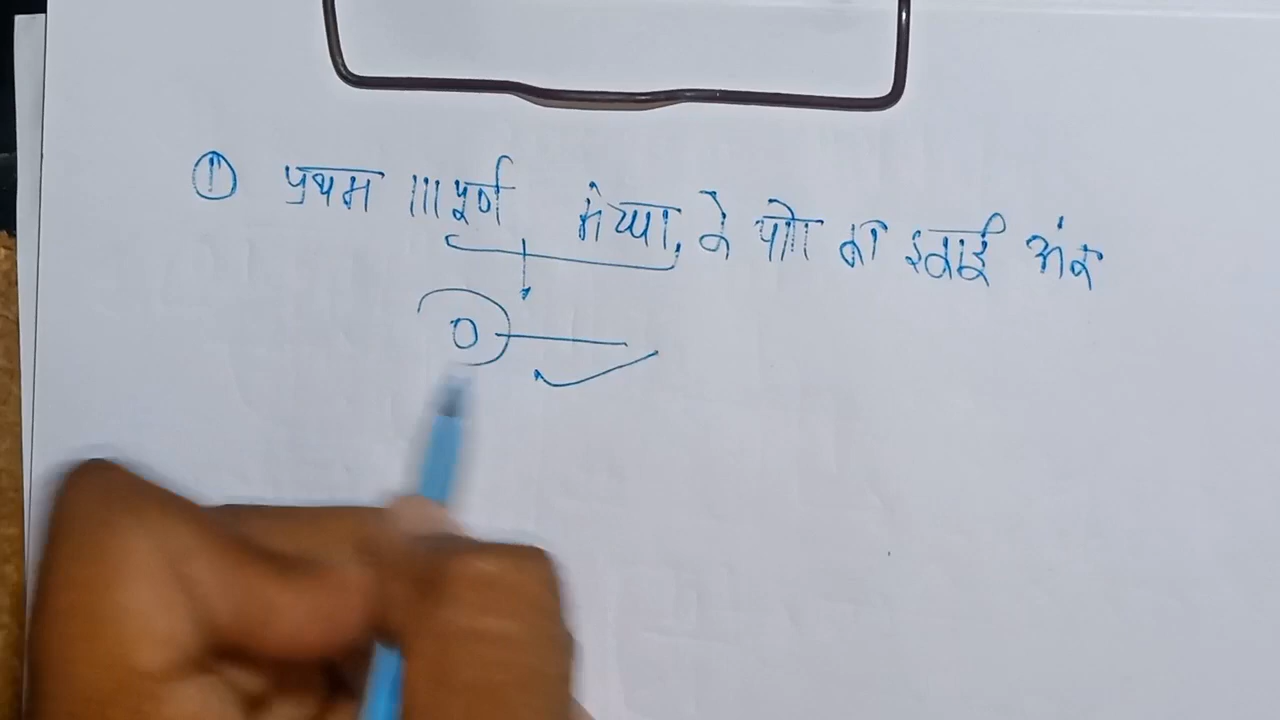 ① प्रथम 111 पूर्ण संख्या के योग का इकाई अंक
0